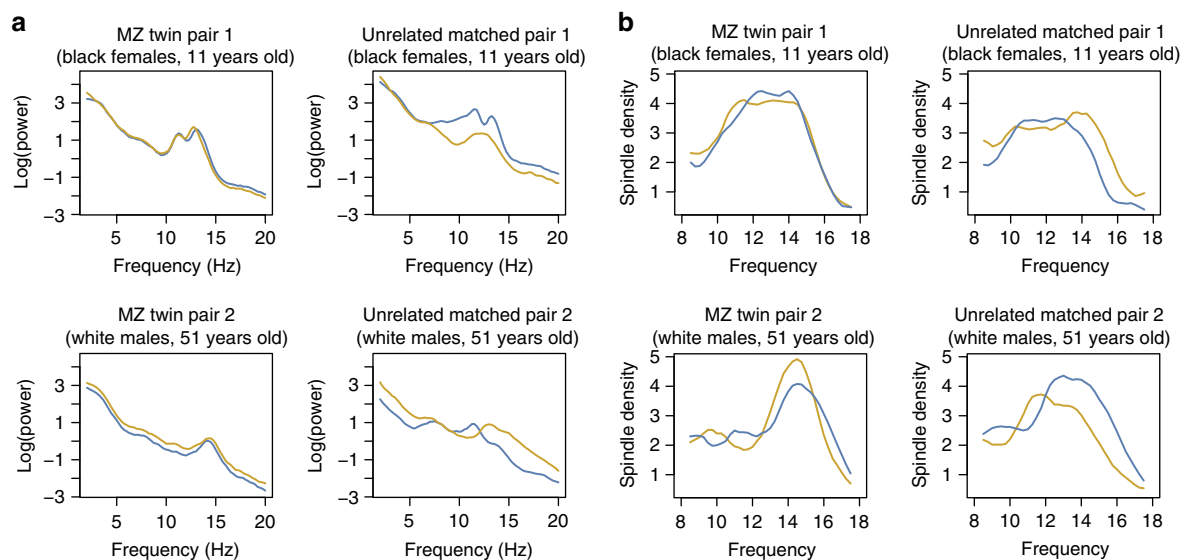 a
MZ twin pair 1
(black females, 11 years old)
Log(power)
3
1
−1
−3
5 10 15 20
Frequency (Hz)
Unrelated matched pair 1
(black females, 11 years old)
Log(power)
3
1
−1
−3
5 10 15 20
Frequency (Hz)
MZ twin pair 2
(white males, 51 years old)
Log(power)
3
1
−1
−3
5 10 15 20
Frequency (Hz)
Unrelated matched pair 2
(white males, 51 years old)
Log(power)
3
1
−1
−3
5 10 15 20
Frequency (Hz)
b
MZ twin pair 1
(black females, 11 years old)
Spindle density
5
4
3
2
1
8 10 12 14 16 18
Frequency
Unrelated matched pair 1
(black females, 11 years old)
Spindle density
5
4
3
2
1
8 10 12 14 16 18
Frequency
MZ twin pair 2
(white males, 51 years old)
Spindle density
5
4
3
2
1
8 10 12 14 16 18
Frequency
Unrelated matched pair 2
(white males, 51 years old)
Spindle density
5
4
3
2
1
8 10 12 14 16 18
Frequency